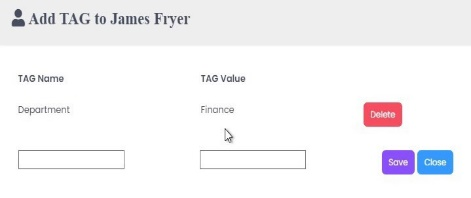 Add TAG to James Fryer
TAG Name TAG Value
Department Finance Delete
Save Close